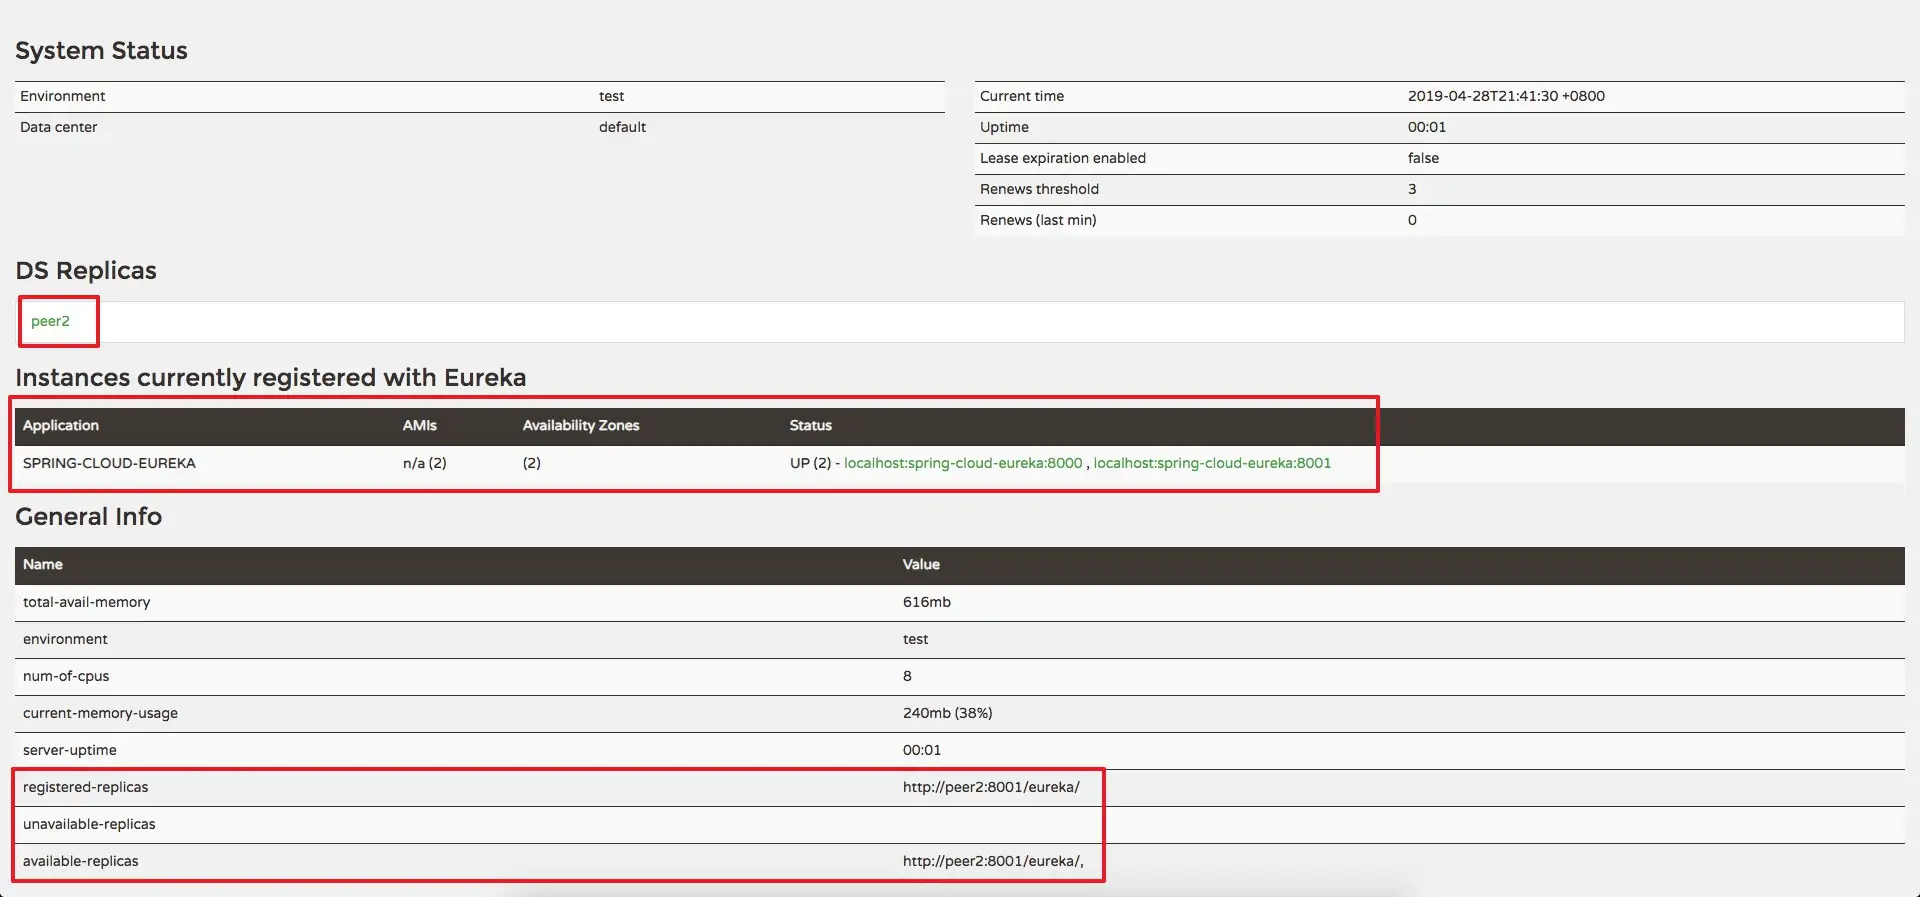 System Status
Environment test
Data center default
Current time 2019-04-28T21:41:30 +0800
Uptime 00:01
Lease expiration enabled false
Renews threshold 3
Renews (last min) 0
DS Replicas
peer2
Instances currently registered with Eureka
Application AMIs Availability Zones Status
SPRING-CLOUD-EUREKA n/a (2) (2) UP (2) - localhost:spring-cloud-eureka:8000 , localhost:spring-cloud-eureka:8001
General Info
Name Value
total-avail-memory 616mb
environment test
num-of-cpus 8
current-memory-usage 240mb (38%)
server-uptime 00:01
registered-replicas http://peer2:8001/eureka/
unavailable-replicas
available-replicas http://peer2:8001/eureka/,